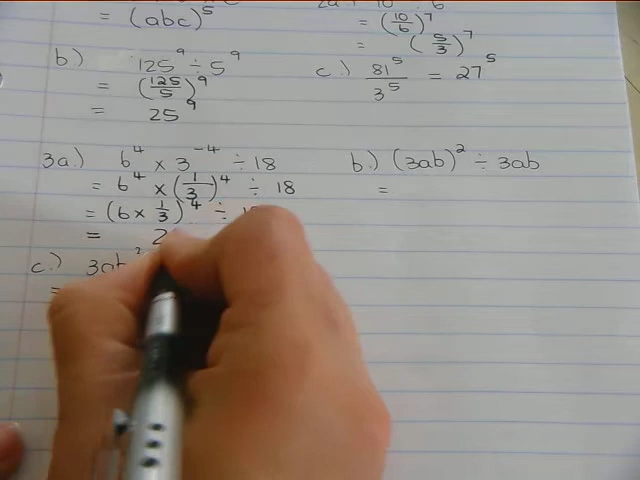 = (abc)⁵
= (10/6)⁷
= (5/3)⁷
b) 125⁹ ÷ 5⁹
= (125/5)⁹
= 25⁹
c.) 81⁵/3⁵ = 27⁵
3a.) 6⁴ × 3⁻⁴ ÷ 18
= 6⁴ × (1/3)⁴ ÷ 18
= (6 × 1/3)⁴ ÷
= 2
b.) (3ab)² ÷ 3ab
=
c.)
=